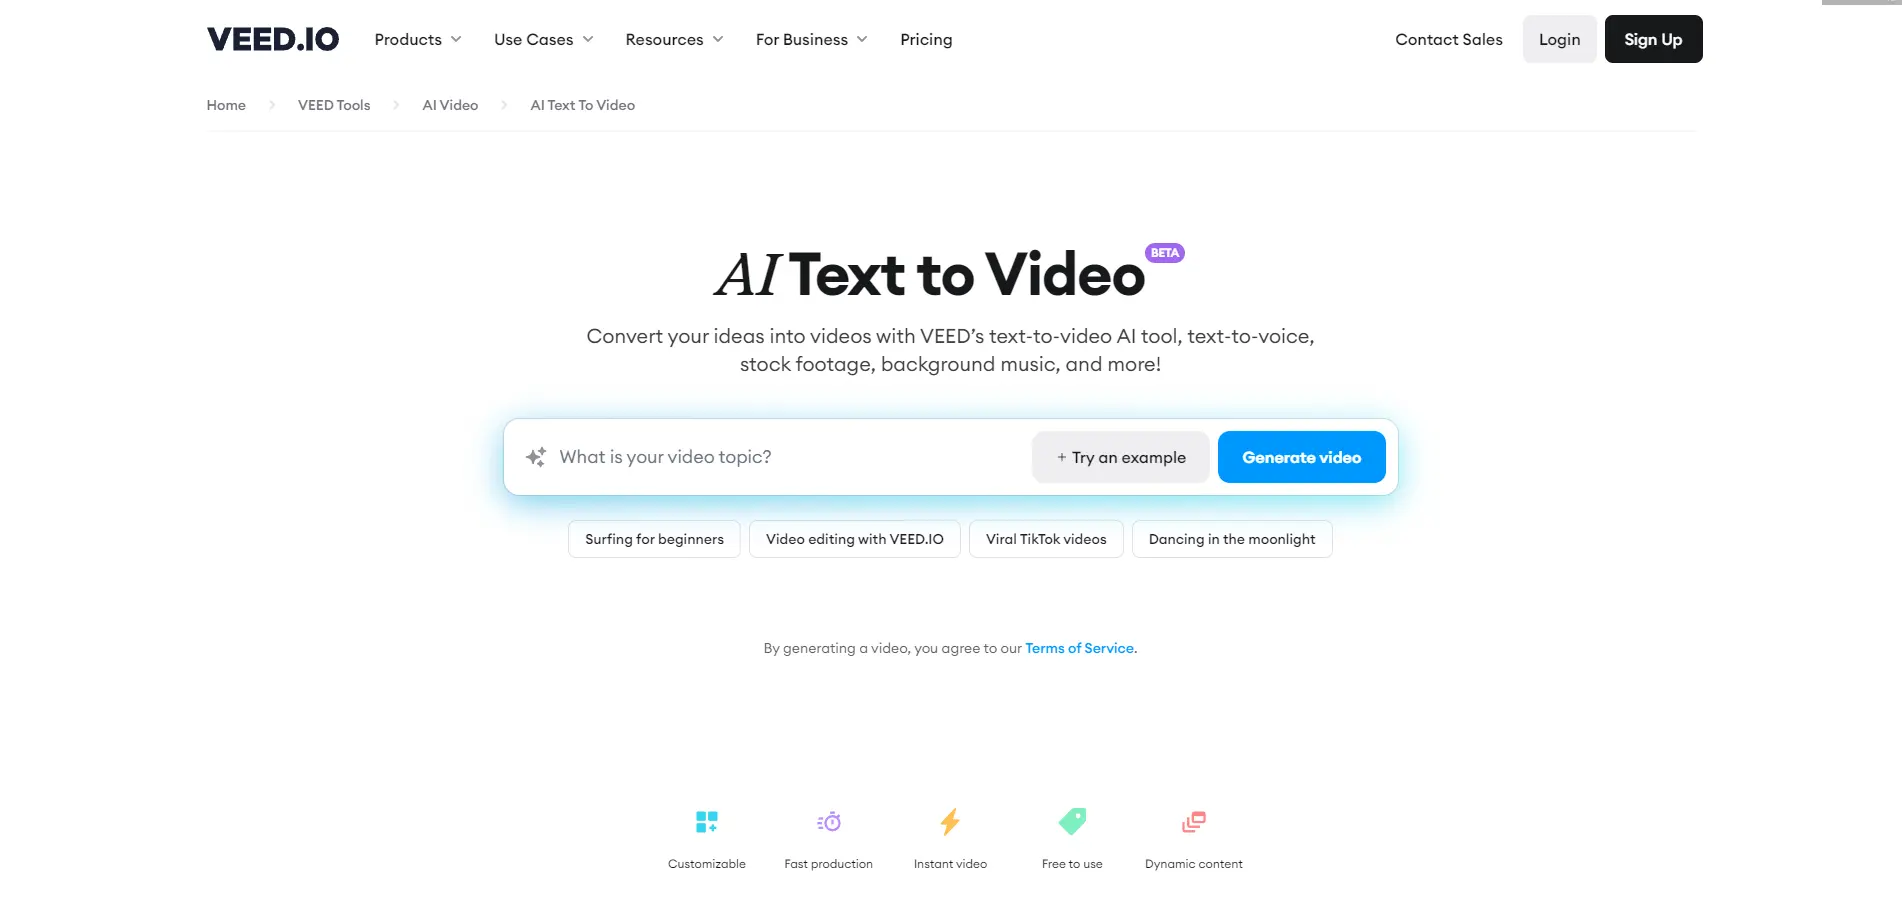 VEED.IO Products Use Cases Resources For Business Pricing Contact Sales Login Sign Up
Home VEED Tools AI Video AI Text To Video
AI Text to Video BETA
Convert your ideas into videos with VEED’s text-to-video AI tool, text-to-voice,
stock footage, background music, and more!
What is your video topic? + Try an example Generate video
Surfing for beginners Video editing with VEED.IO Viral TikTok videos Dancing in the moonlight
By generating a video, you agree to our Terms of Service.
Customizable Fast production Instant video Free to use Dynamic content